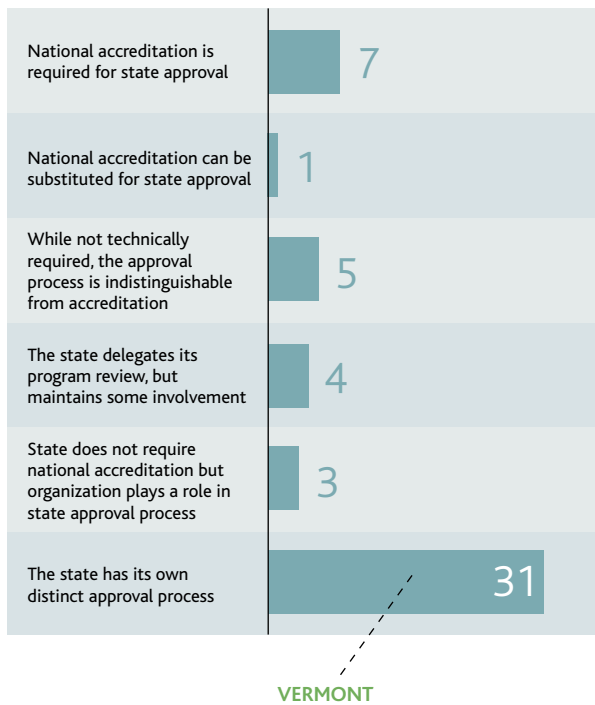 National accreditation is
required for state approval
7
National accreditation can be
substituted for state approval
1
While not technically
required, the approval
process is indistinguishable
from accreditation
5
The state delegates its
program review, but
maintains some involvement
4
State does not require
national accreditation but
organization plays a role in
state approval process
3
The state has its own
distinct approval process
31
VERMONT